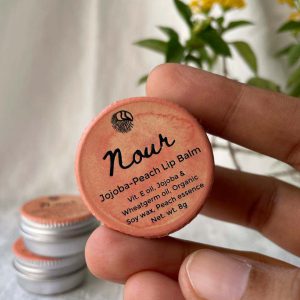 Nour
Jojoba-Peach Lip Balm
Vit. E oil, Jojoba &
Wheatgerm oil, Organic
Soy wax, Peach essence
Net. wt. 8g